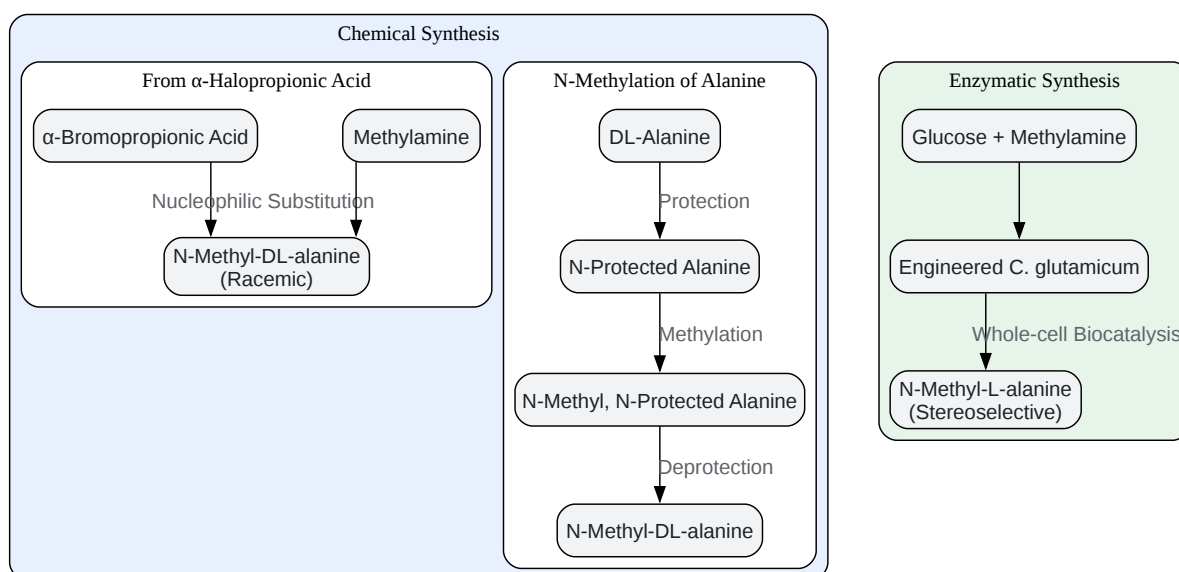 Chemical Synthesis
From α-Halopropionic Acid
α-Bromopropionic Acid
Methylamine
Nucleophilic Substitution
N-Methyl-DL-alanine
(Racemic)
N-Methylation of Alanine
DL-Alanine
Protection
N-Protected Alanine
Methylation
N-Methyl, N-Protected Alanine
Deprotection
N-Methyl-DL-alanine
Enzymatic Synthesis
Glucose + Methylamine
Engineered C. glutamicum
Whole-cell Biocatalysis
N-Methyl-L-alanine
(Stereoselective)